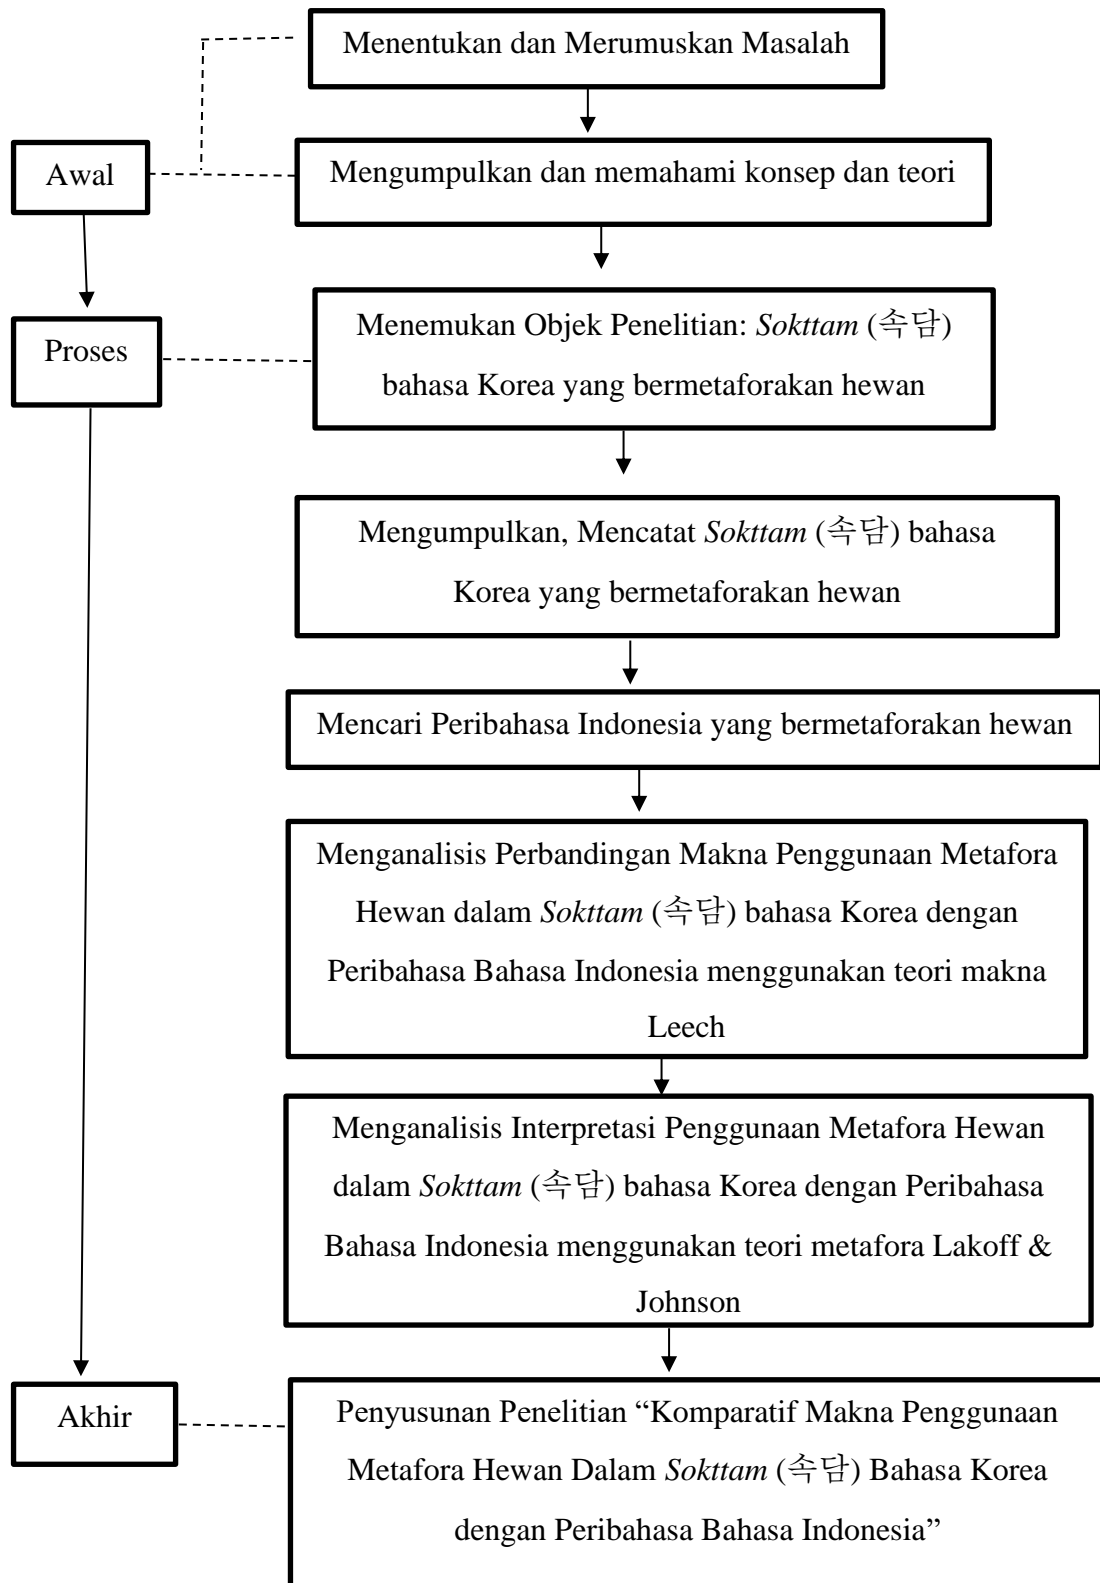 Menentukan dan Merumuskan Masalah
Awal
Mengumpulkan dan memahami konsep dan teori
Proses
Menemukan Objek Penelitian: Sokttam (속담)
bahasa Korea yang bermetaforakan hewan
Mengumpulkan, Mencatat Sokttam (속담) bahasa
Korea yang bermetaforakan hewan
Mencari Peribahasa Indonesia yang bermetaforakan hewan
Menganalisis Perbandingan Makna Penggunaan Metafora
Hewan dalam Sokttam (속담) bahasa Korea dengan
Peribahasa Bahasa Indonesia menggunakan teori makna
Leech
Menganalisis Interpretasi Penggunaan Metafora Hewan
dalam Sokttam (속담) bahasa Korea dengan Peribahasa
Bahasa Indonesia menggunakan teori metafora Lakoff &
Johnson
Akhir
Penyusunan Penelitian “Komparatif Makna Penggunaan
Metafora Hewan Dalam Sokttam (속담) Bahasa Korea
dengan Peribahasa Bahasa Indonesia”